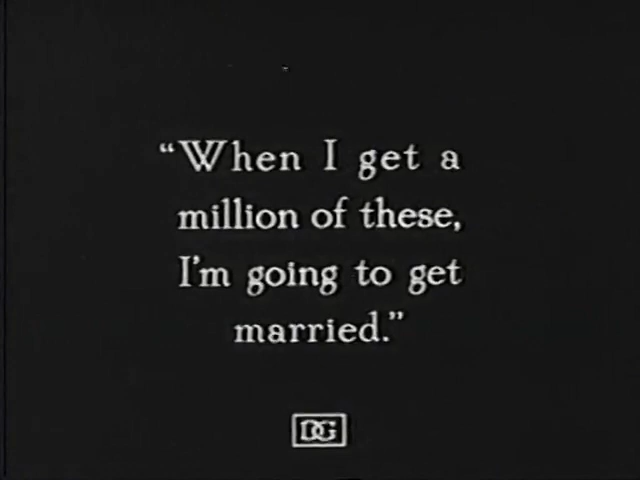 “When I get a
million of these,
I'm going to get
married.”
DG